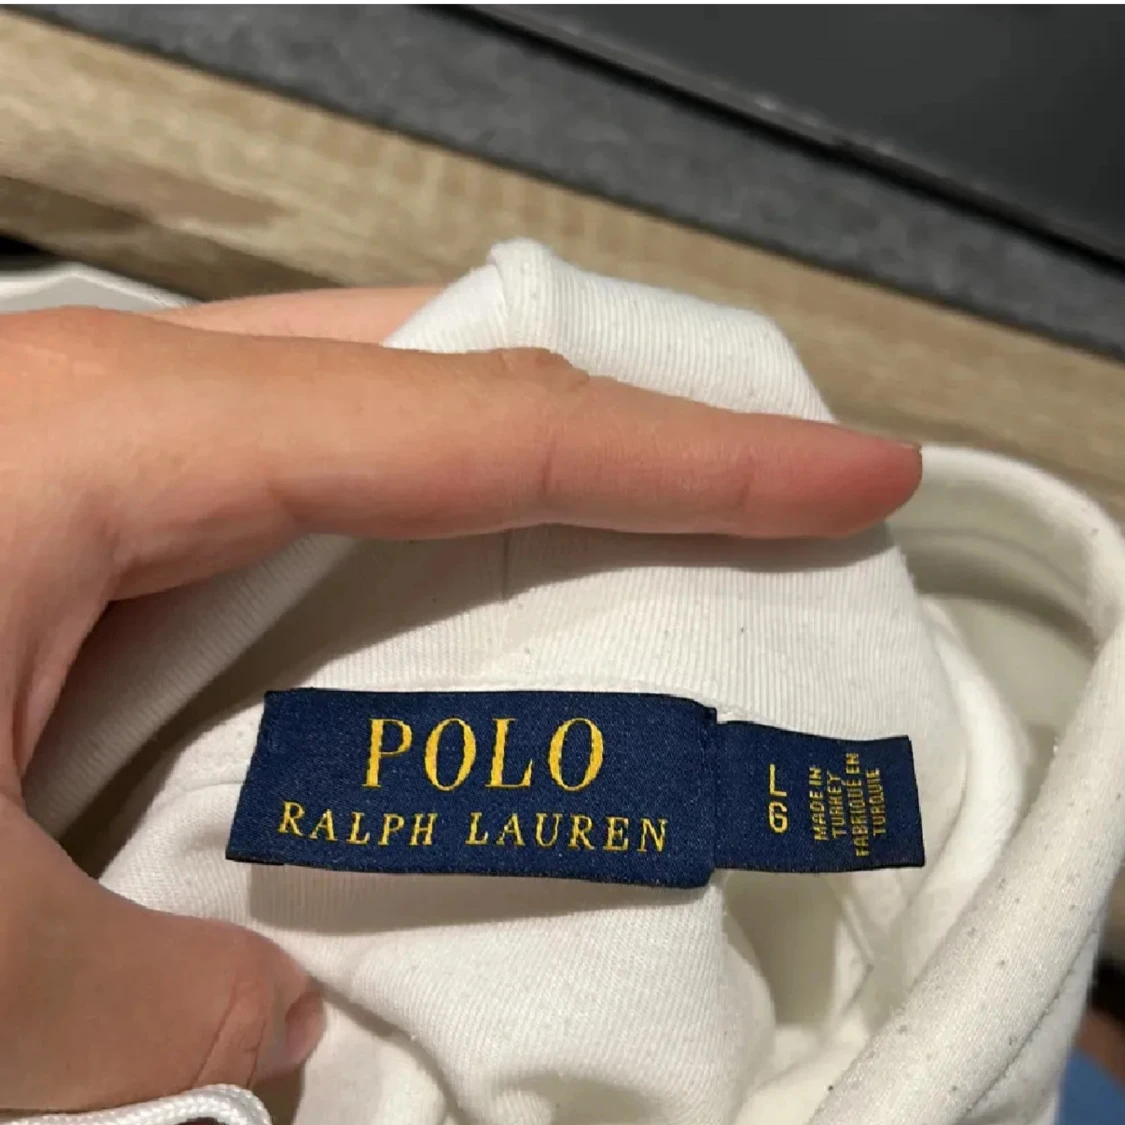 POLO
RALPH LAUREN
L
G
MADE IN
TURKEY
FABRIQUÉ EN
TURQUIE